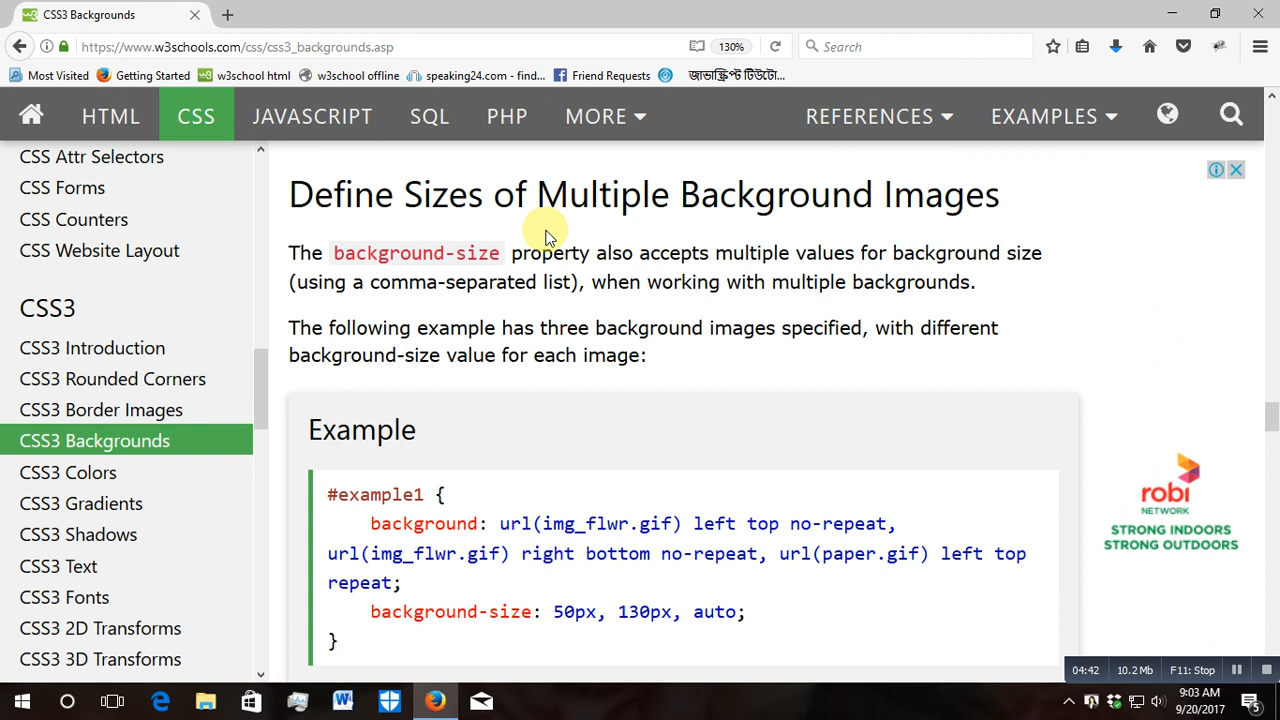 CSS3 Backgrounds
https://www.w3schools.com/css/css3_backgrounds.asp
130%
Search
Most Visited
Getting Started
w3school html
w3school offline
speaking24.com - find...
Friend Requests
জাভাস্ক্রিপ্ট টিউটো...
HTML
CSS
JAVASCRIPT
SQL
PHP
MORE
REFERENCES
EXAMPLES
CSS Attr Selectors
CSS Forms
CSS Counters
CSS Website Layout
CSS3
CSS3 Introduction
CSS3 Rounded Corners
CSS3 Border Images
CSS3 Backgrounds
CSS3 Colors
CSS3 Gradients
CSS3 Shadows
CSS3 Text
CSS3 Fonts
CSS3 2D Transforms
CSS3 3D Transforms
Define Sizes of Multiple Background Images
The background-size property also accepts multiple values for background size
(using a comma-separated list), when working with multiple backgrounds.
The following example has three background images specified, with different
background-size value for each image:
Example
#example1 {
background: url(img_flwr.gif) left top no-repeat,
url(img_flwr.gif) right bottom no-repeat, url(paper.gif) left top
repeat;
background-size: 50px, 130px, auto;
}
robi
NETWORK
STRONG INDOORS
STRONG OUTDOORS
04:42
10.2 Mb
F11: Stop
9:03 AM
9/20/2017
5